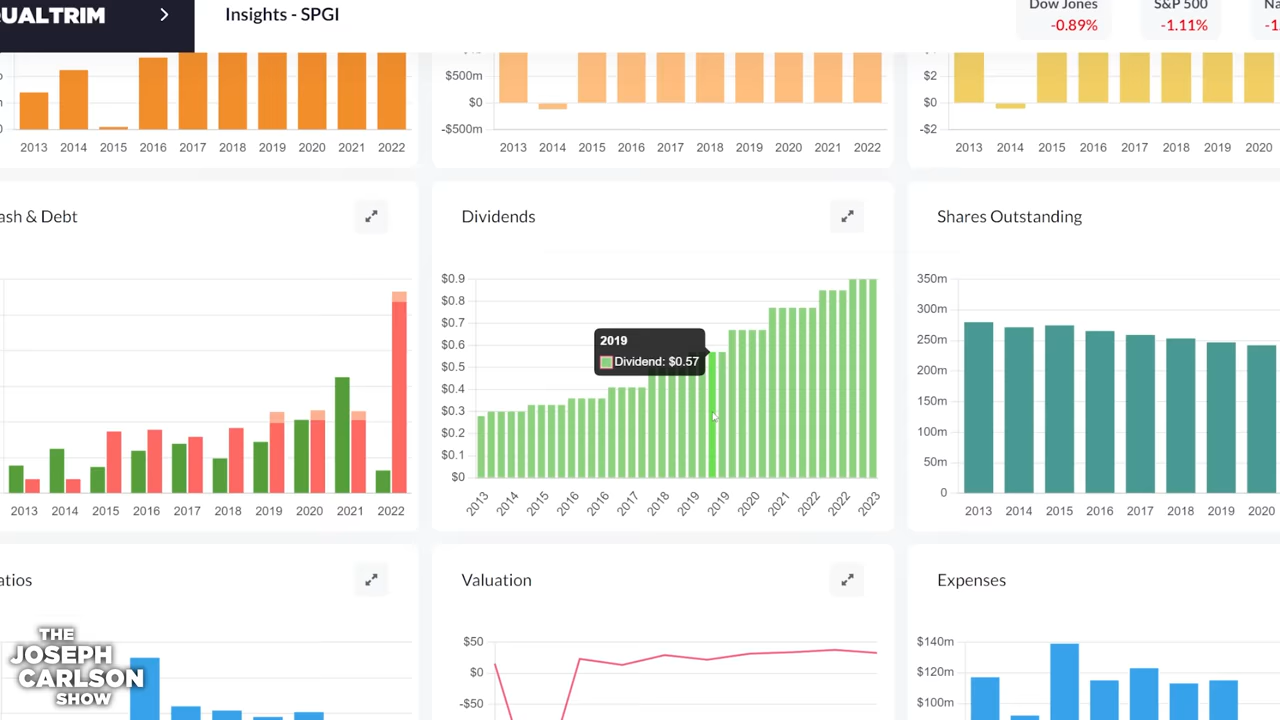 QUALTRIM
Insights - SPGI
Dow Jones
-0.89%
S&P 500
-1.11%
Na
-1.
2013 2014 2015 2016 2017 2018 2019 2020 2021 2022
$500m
$0
-$500m
2013 2014 2015 2016 2017 2018 2019 2020 2021 2022
$2
$0
-$2
2013 2014 2015 2016 2017 2018 2019 2020
ash & Debt
2013 2014 2015 2016 2017 2018 2019 2020 2021 2022
Dividends
$0.9
$0.8
$0.7
$0.6
$0.5
$0.4
$0.3
$0.2
$0.1
$0
2019
Dividend: $0.57
2013 2014 2015 2016 2016 2017 2018 2019 2019 2020 2021 2022 2022 2023
Shares Outstanding
350m
300m
250m
200m
150m
100m
50m
0
2013 2014 2015 2016 2017 2018 2019 2020
atios
Valuation
$50
$0
-$50
Expenses
$140m
$120m
$100m
THE
JOSEPH
CARLSON
SHOW